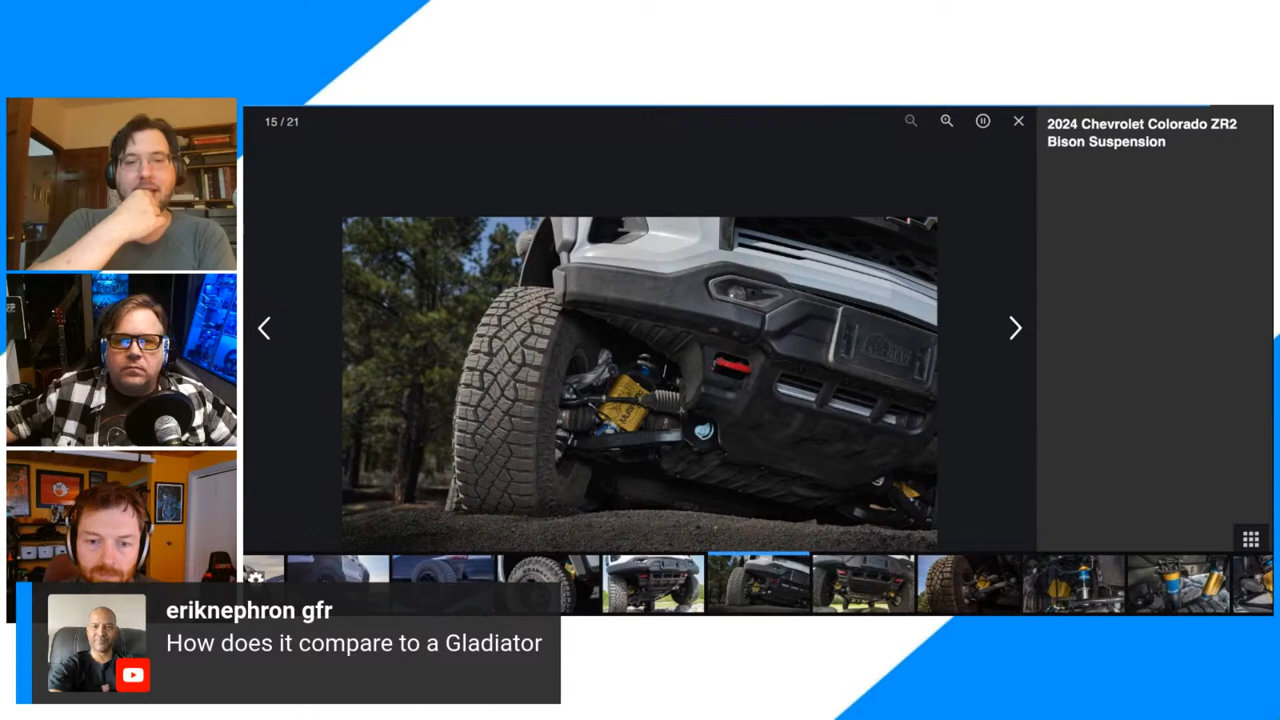 15 / 21
2024 Chevrolet Colorado ZR2
Bison Suspension
eriknephron gfr
How does it compare to a Gladiator